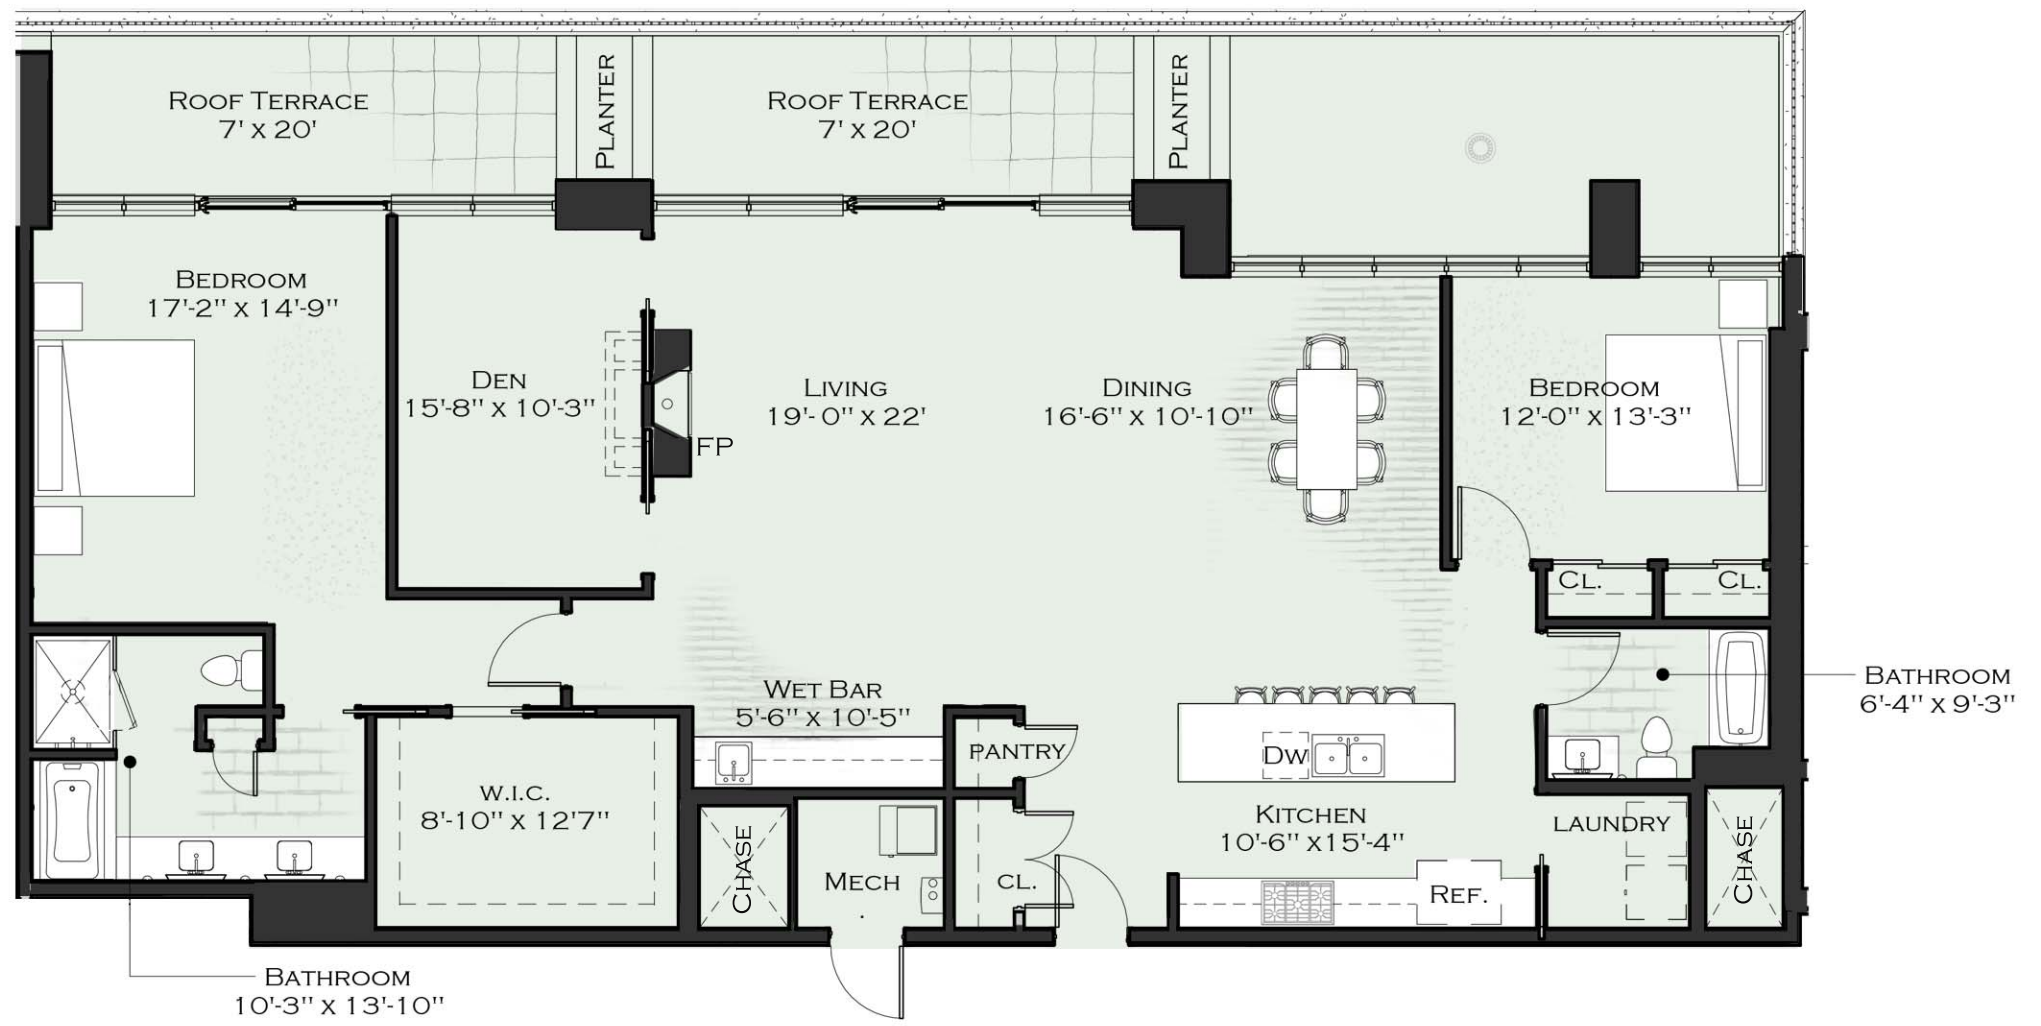 ROOF TERRACE
7' X 20'
PLANTER
ROOF TERRACE
7' X 20'
PLANTER
BEDROOM
17'-2" X 14'-9"
DEN
15'-8" X 10'-3"
FP
LIVING
19'-0" X 22'
DINING
16'-6" X 10'-10"
BEDROOM
12'-0" X 13'-3"
CL.
CL.
BATHROOM
6'-4" X 9'-3"
WET BAR
5'-6" X 10'-5"
PANTRY
DW
W.I.C.
8'-10" X 12'7"
KITCHEN
10'-6" X15'-4"
LAUNDRY
CHASE
MECH
CL.
REF.
CHASE
BATHROOM
10'-3" X 13'-10"